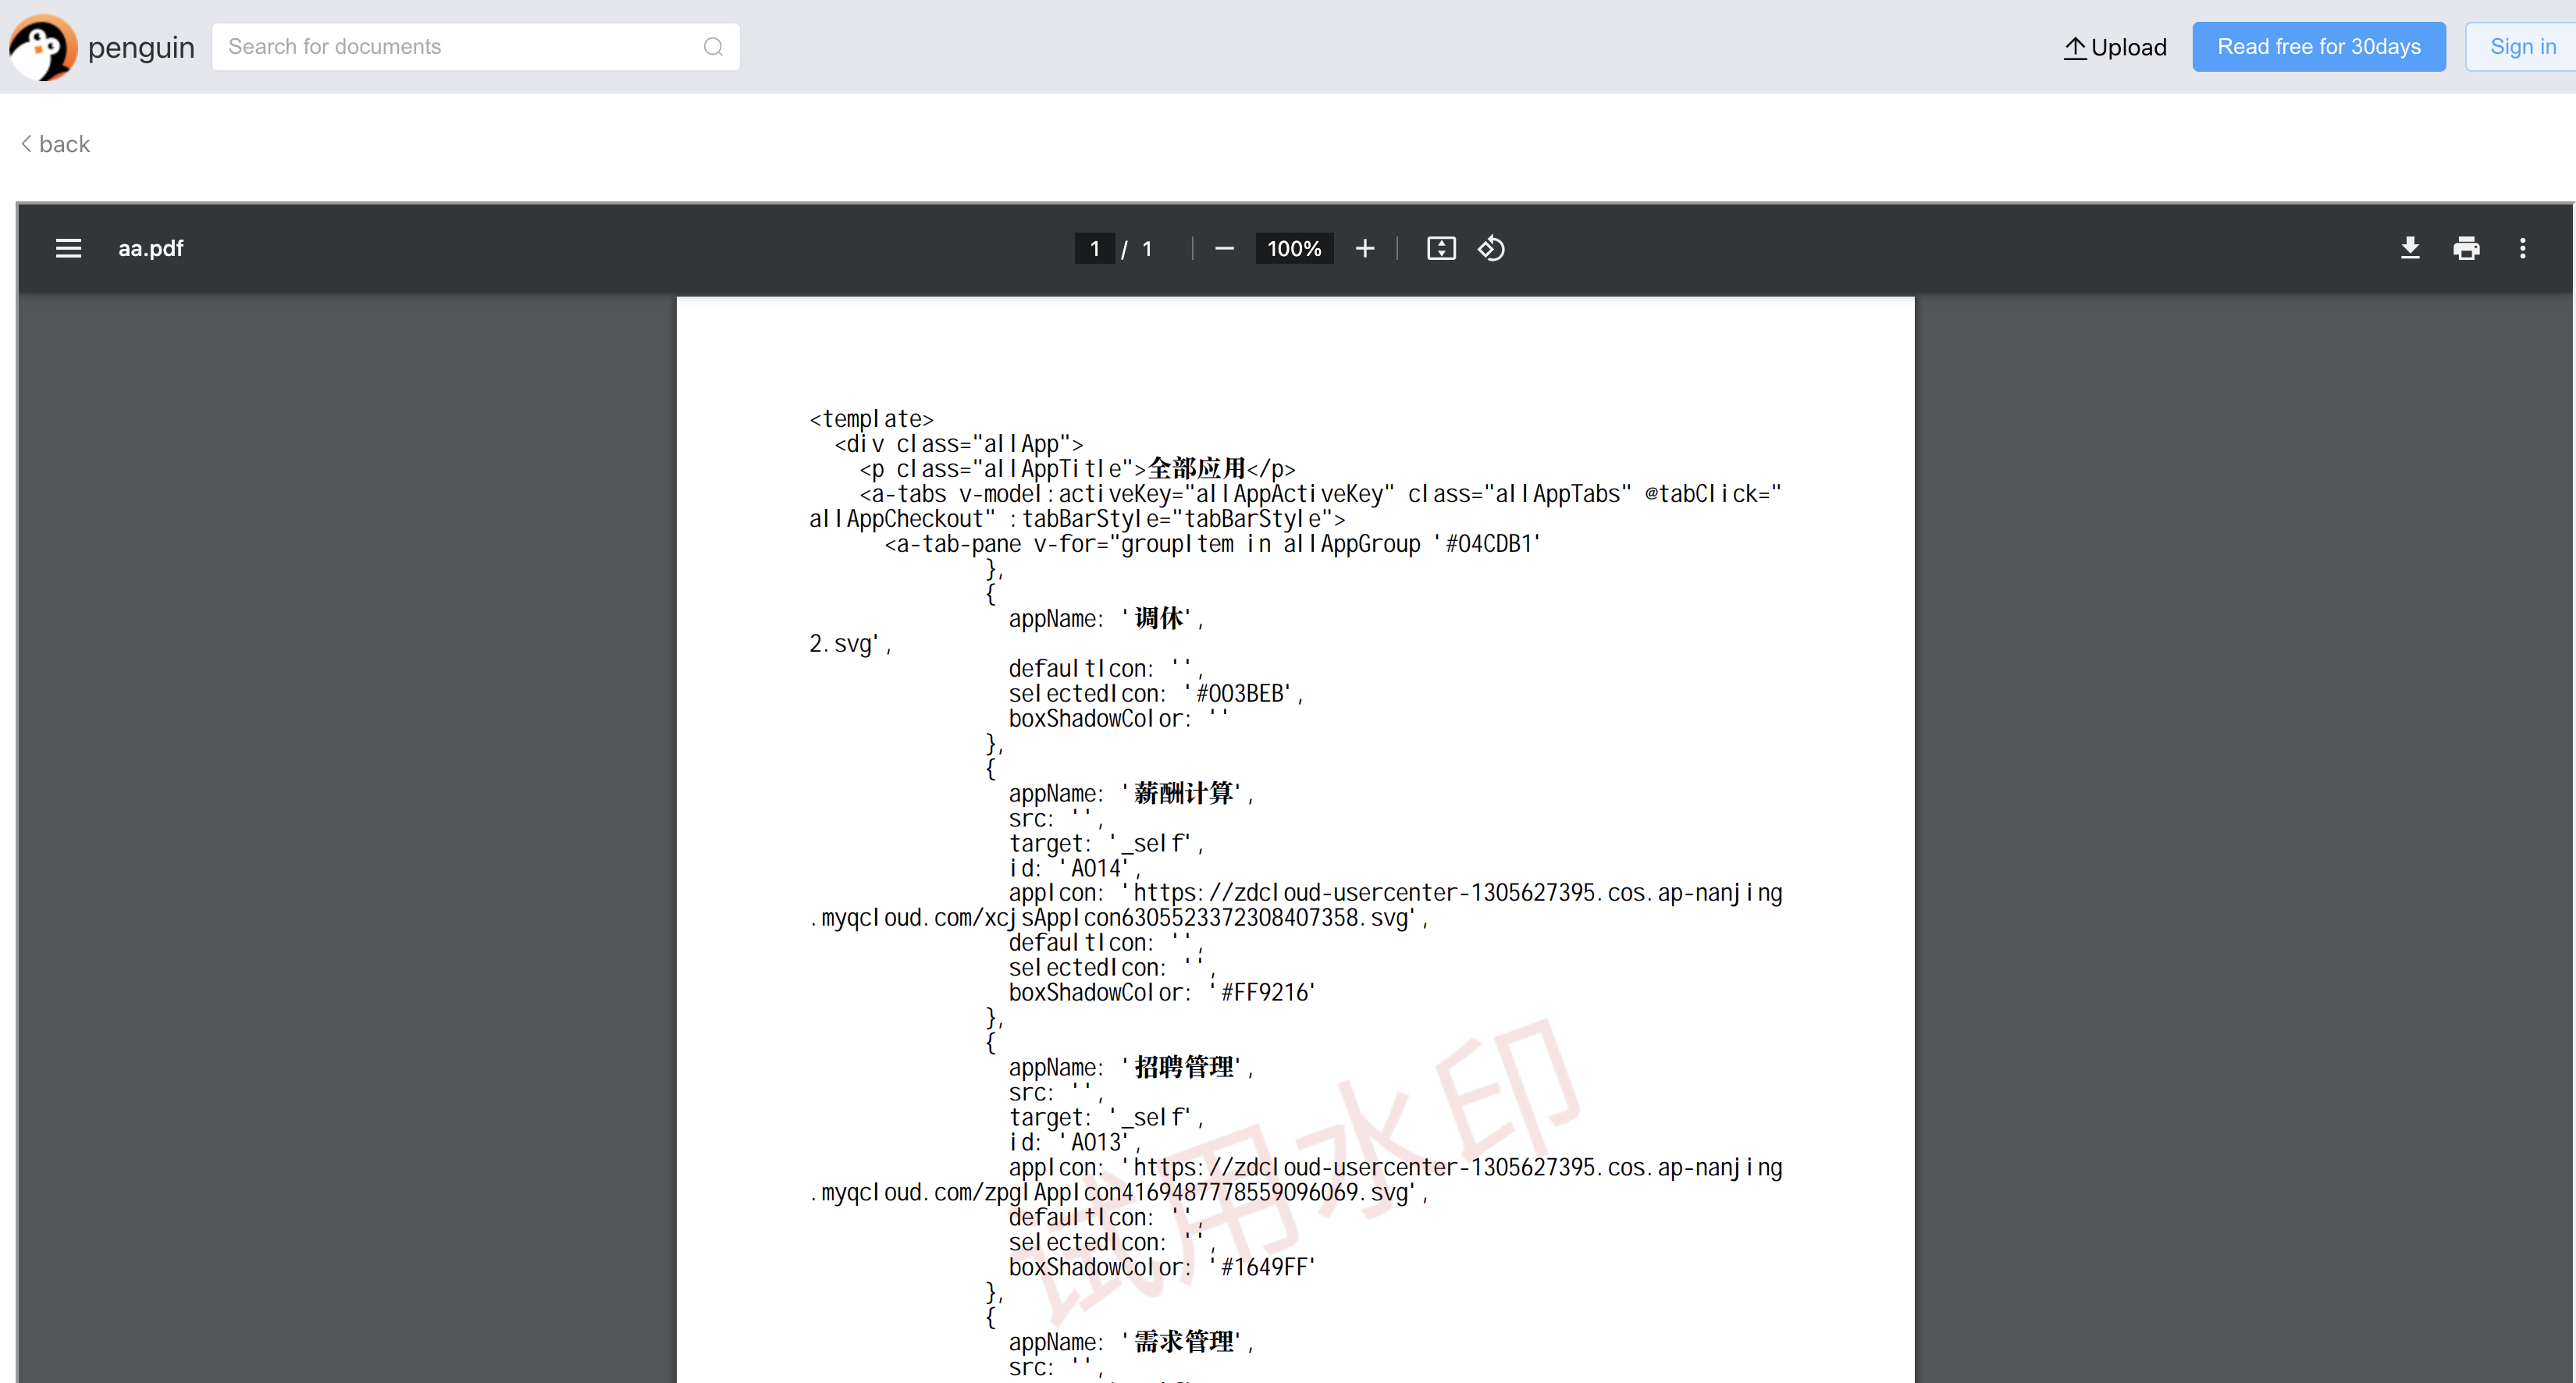 penguin
Search for documents
Upload
Read free for 30days
Sign in
back
aa.pdf
1 / 1
100%
<template>
<div class="allApp">
<p class="allAppTitle">全部应用</p>
<a-tabs v-model:activeKey="allAppActiveKey" class="allAppTabs" @tabClick="
allAppCheckout" :tabBarStyle="tabBarStyle">
<a-tab-pane v-for="groupItem in allAppGroup '#04CDB1'
},
{
appName: '调休',
2.svg',
defaultIcon: '',
selectedIcon: '#003BEB',
boxShadowColor: ''
},
{
appName: '薪酬计算',
src: '',
target: '_self',
id: 'A014',
appIcon: 'https://zdcloud-usercenter-1305627395.cos.ap-nanjing
.myqcloud.com/xcjsAppIcon6305523372308407358.svg',
defaultIcon: '',
selectedIcon: '',
boxShadowColor: '#FF9216'
},
{
appName: '招聘管理',
src: '',
target: '_self',
id: 'A013',
appIcon: 'https://zdcloud-usercenter-1305627395.cos.ap-nanjing
.myqcloud.com/zpglAppIcon4169487778559096069.svg',
defaultIcon: '',
selectedIcon: '',
boxShadowColor: '#1649FF'
},
{
appName: '需求管理',
src: '',
试用水印